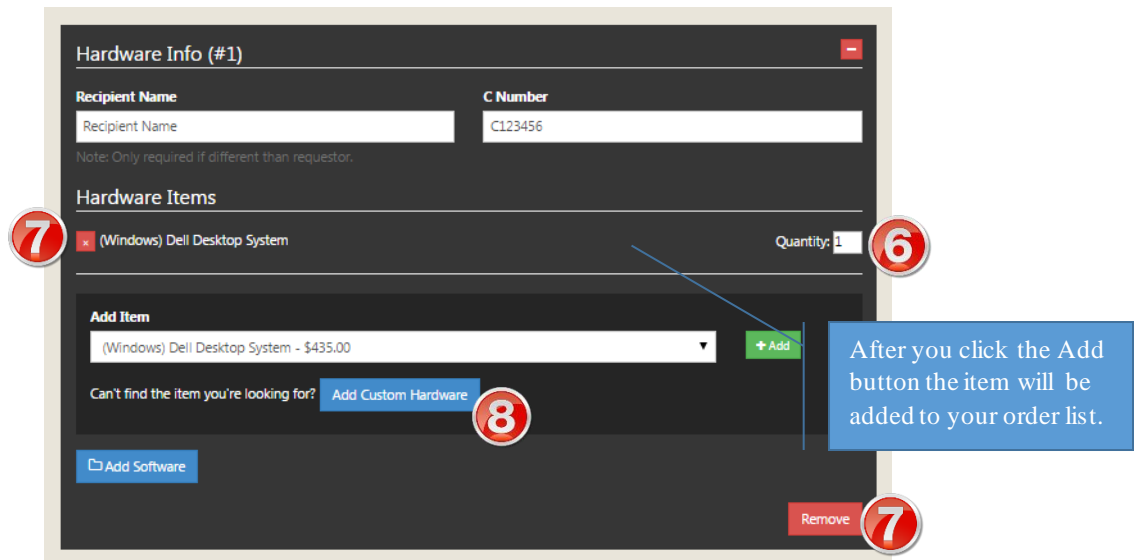 Hardware Info (#1)
Recipient Name
C Number
Recipient Name
C123456
Note: Only required if different than requestor.
Hardware Items
7
x (Windows) Dell Desktop System
Quantity: 1
6
Add Item
(Windows) Dell Desktop System - $435.00
+ Add
Can't find the item you're looking for? Add Custom Hardware
8
After you click the Add
button the item will be
added to your order list.
Add Software
Remove
7